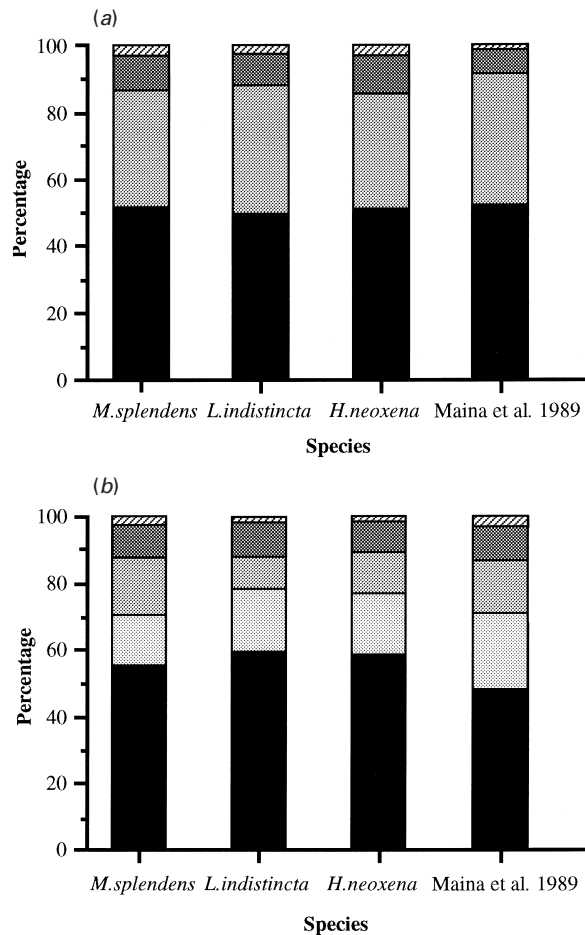 (a)
100
80
60
40
20
0
Percentage
M.splendens L.indistincta H.neoxena Maina et al. 1989
Species
(b)
100
80
60
40
20
0
Percentage
M.splendens L.indistincta H.neoxena Maina et al. 1989
Species